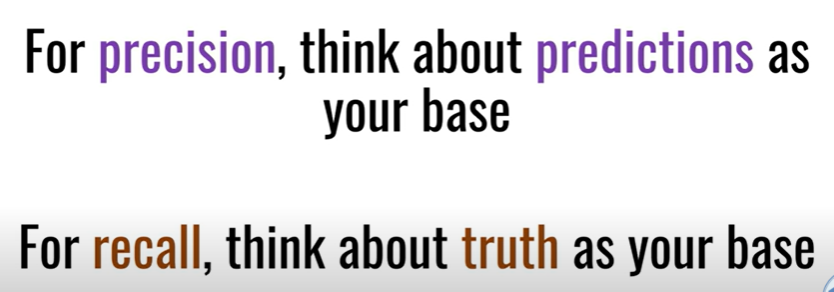 For precision, think about predictions as
your base
For recall, think about truth as your base